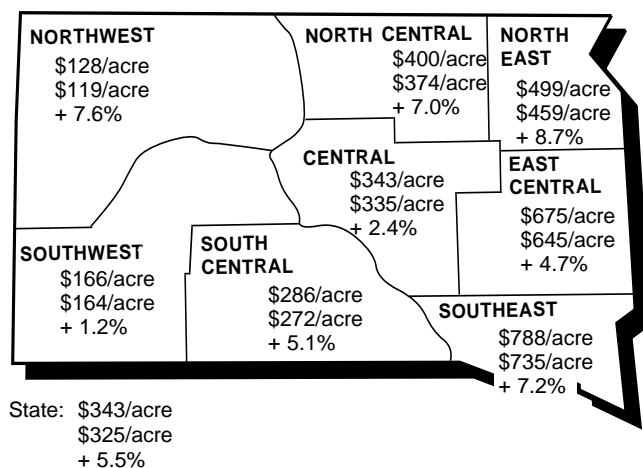 NORTHWEST
$128/acre
$119/acre
+ 7.6%
NORTH CENTRAL
$400/acre
$374/acre
+ 7.0%
NORTH
EAST
$499/acre
$459/acre
+ 8.7%
CENTRAL
$343/acre
$335/acre
+ 2.4%
EAST
CENTRAL
$675/acre
$645/acre
+ 4.7%
SOUTHWEST
$166/acre
$164/acre
+ 1.2%
SOUTH
CENTRAL
$286/acre
$272/acre
+ 5.1%
SOUTHEAST
$788/acre
$735/acre
+ 7.2%
State: $343/acre
$325/acre
+ 5.5%